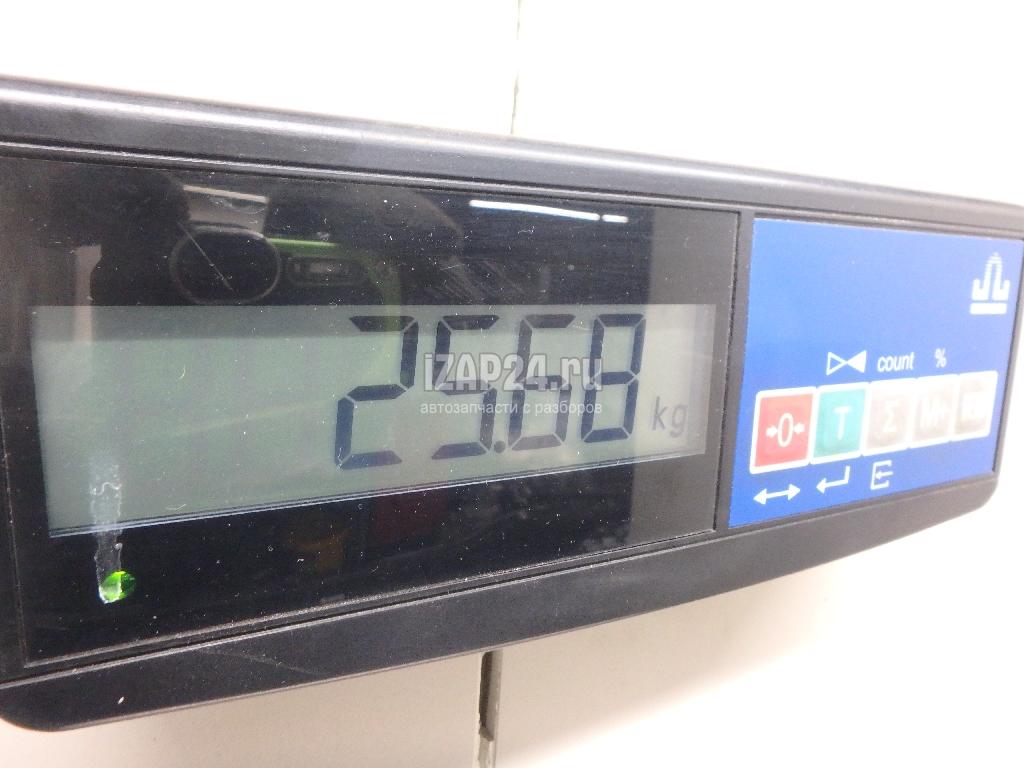 count %
25.68 kg
iZAP24.ru
автозапчасти с разборов
→0← T Σ M+